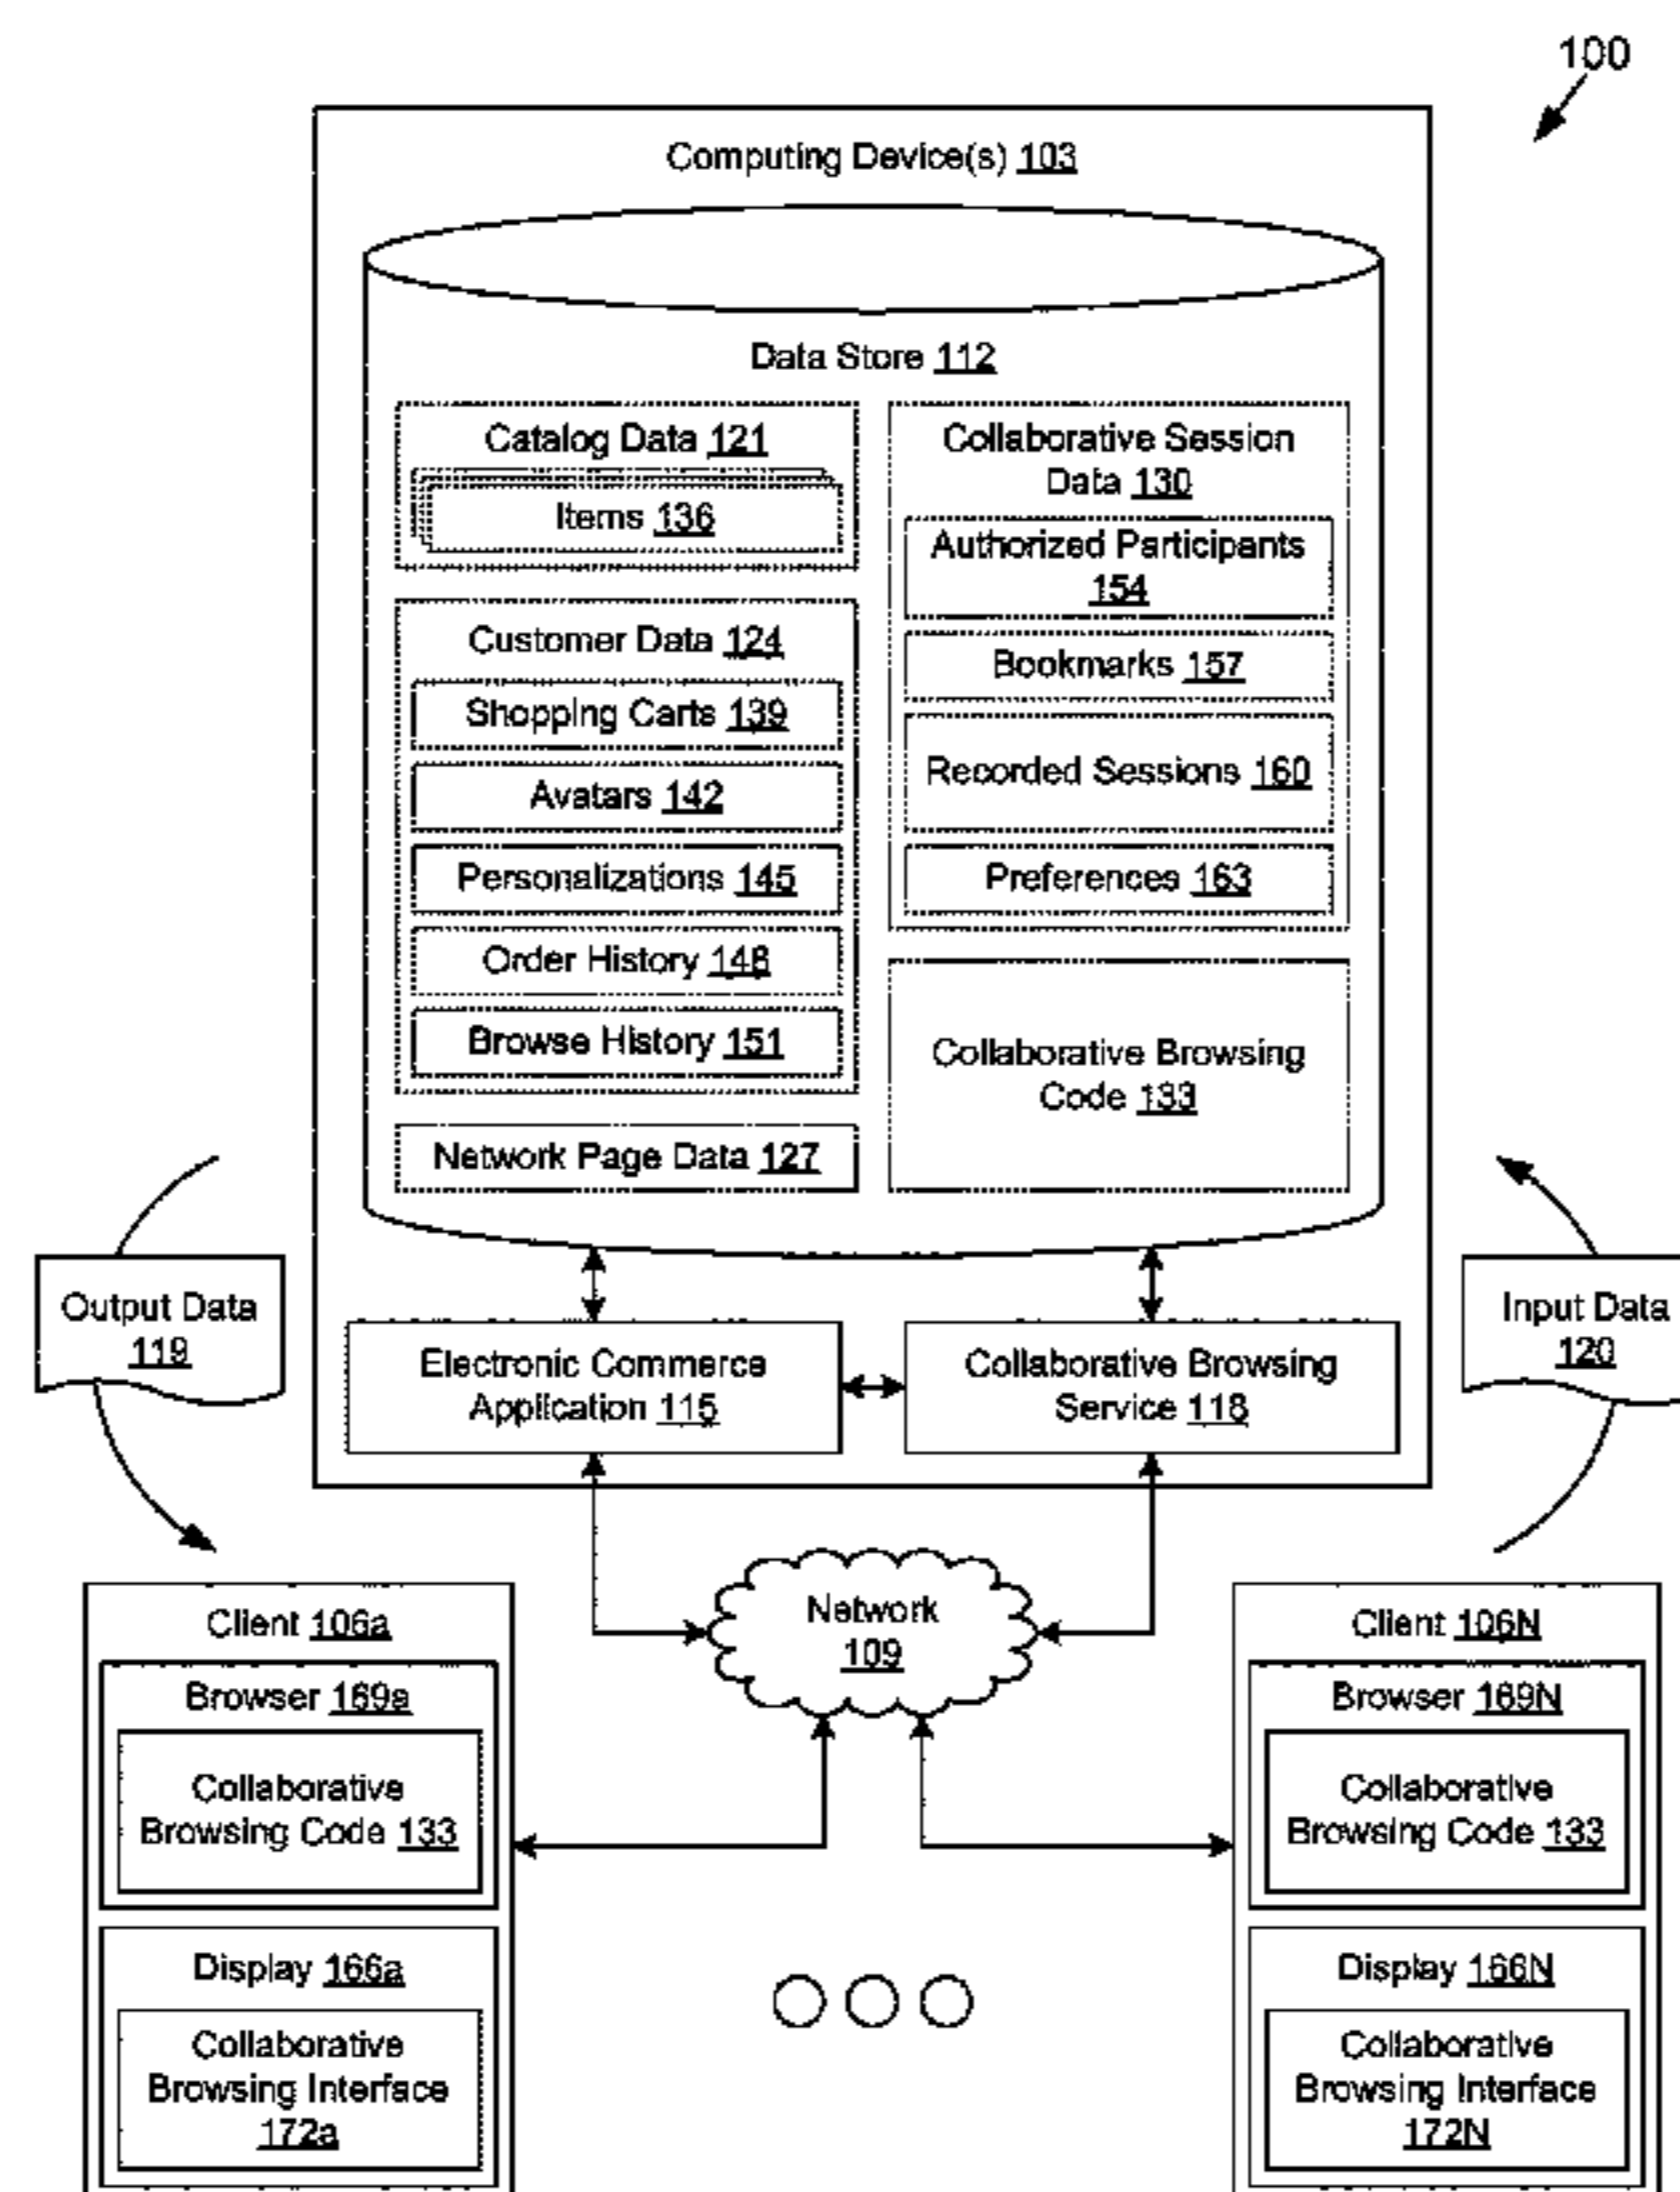 100
Computing Device(s) 103
Data Store 112
Catalog Data 121
Items 136
Customer Data 124
Shopping Carts 139
Avatars 142
Personalizations 145
Order History 148
Browse History 151
Network Page Data 127
Collaborative Session
Data 130
Authorized Participants
154
Bookmarks 157
Recorded Sessions 160
Preferences 163
Collaborative Browsing
Code 133
Output Data
119
Input Data
120
Electronic Commerce
Application 115
Collaborative Browsing
Service 118
Network
109
Client 106a
Browser 169a
Collaborative
Browsing Code 133
Display 166a
Collaborative
Browsing Interface
172a
Client 106N
Browser 169N
Collaborative
Browsing Code 133
Display 166N
Collaborative
Browsing Interface
172N